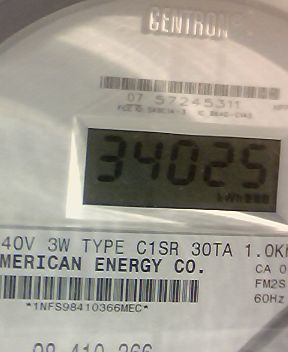 CENTRON
07 57245311
34025
kWh
40V 3W TYPE C1SR 30TA 1.0K
MERICAN ENERGY CO.
CA 0
FM2S
60Hz
*1NFS98410366MEC*
98 410 366